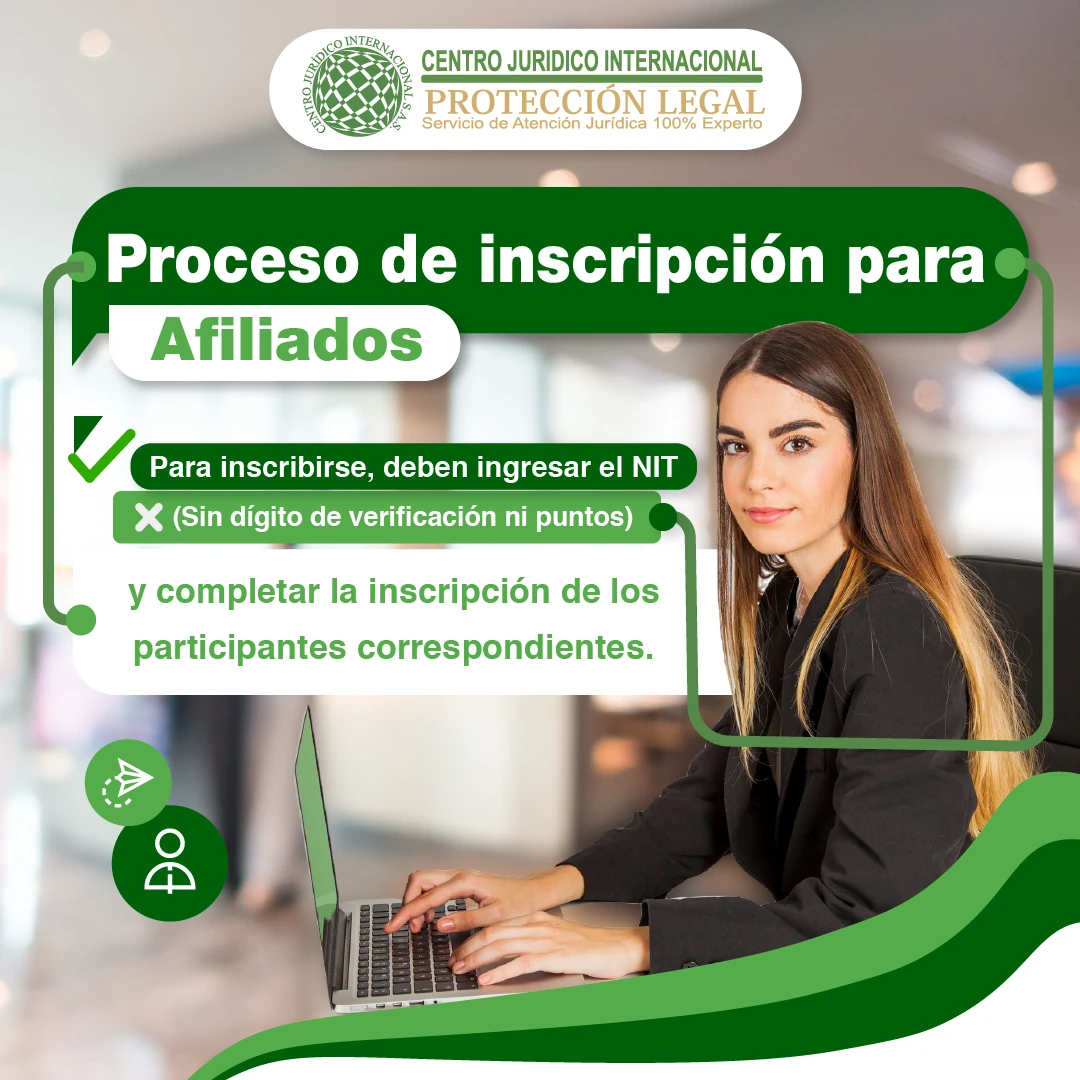 CENTRO JURÍDICO INTERNACIONAL S.A.S.
CENTRO JURIDICO INTERNACIONAL
PROTECCIÓN LEGAL
Servicio de Atención Jurídica 100% Experto
Proceso de inscripción para
Afiliados
Para inscribirse, deben ingresar el NIT
(Sin dígito de verificación ni puntos)
y completar la inscripción de los
participantes correspondientes.